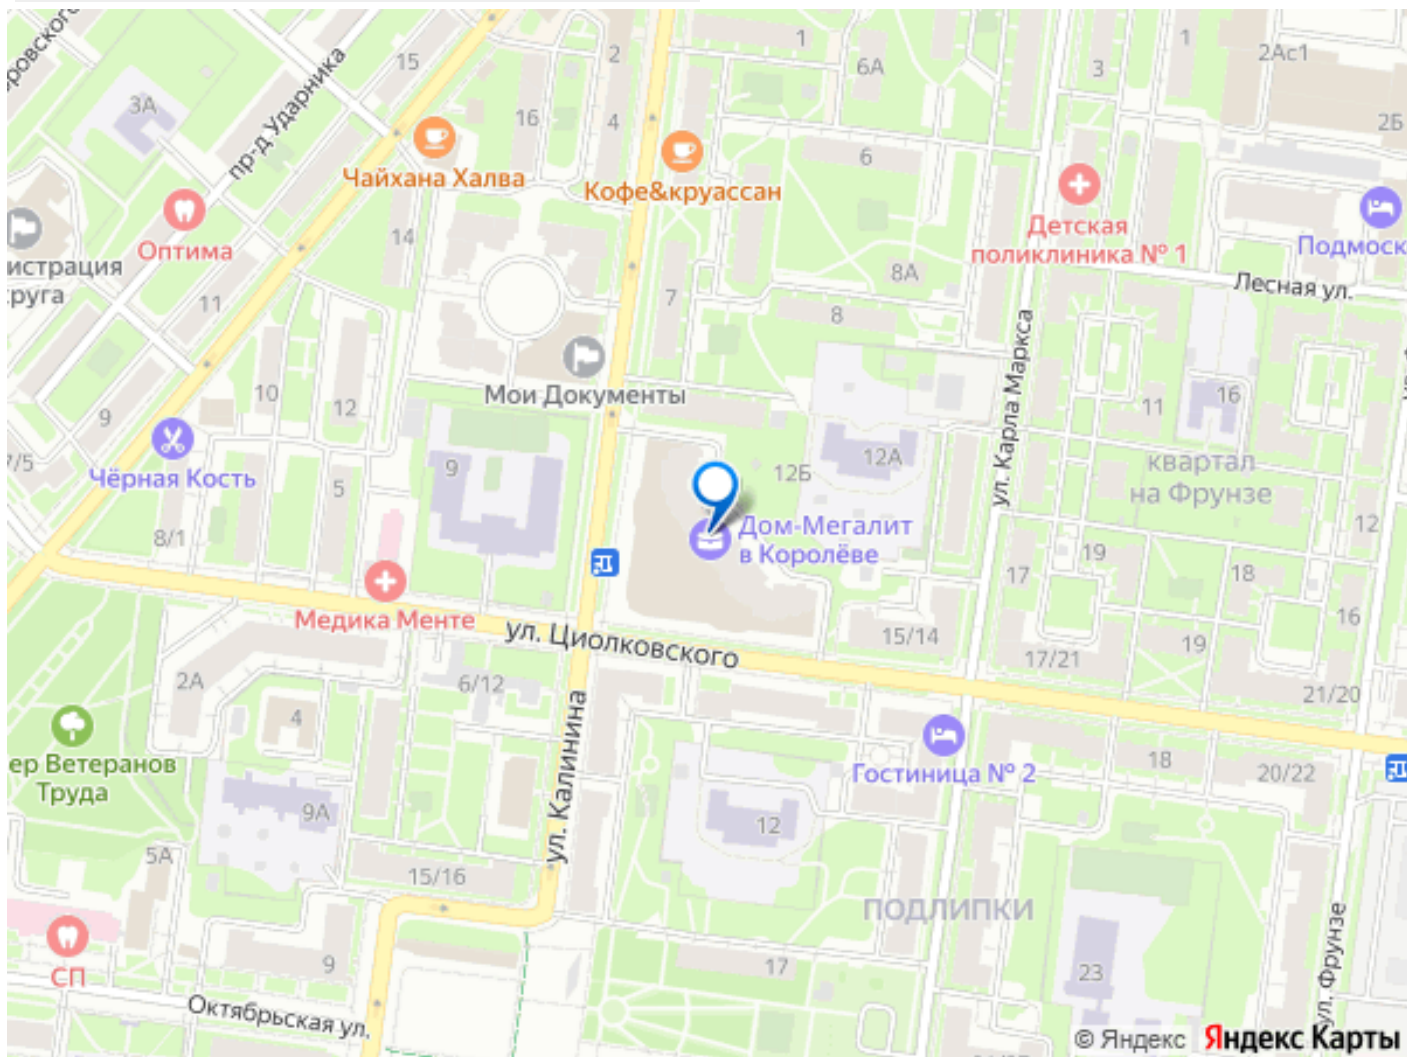 оровского
пр-д Ударника
15
2
1
6А
1
2Ас1
3
3А
16
4
2Б
Чайхана Халва
Кофе&круассан
6
Оптима
14
Детская
поликлиника № 1
Подмоск
истрация
руга
11
7
8А
8
Лесная ул.
Мои Документы
ул. Карла Маркса
10
12
9
11
16
7/5
Чёрная Кость
5
9
12Б
12А
квартал
на Фрунзе
8/1
Дом-Мегалит
в Королёве
12
19
17
18
16
Медика Менте
ул. Циолковского
15/14
17/21
19
21/20
2А
6/12
4
ул. Калинина
ер Ветеранов
Труда
Гостиница № 2
18
20/22
9А
12
5А
15/16
ПОДЛИПКИ
СП
9
17
23
ул. Фрунзе
Октябрьская ул.
© Яндекс Яндекс Карты